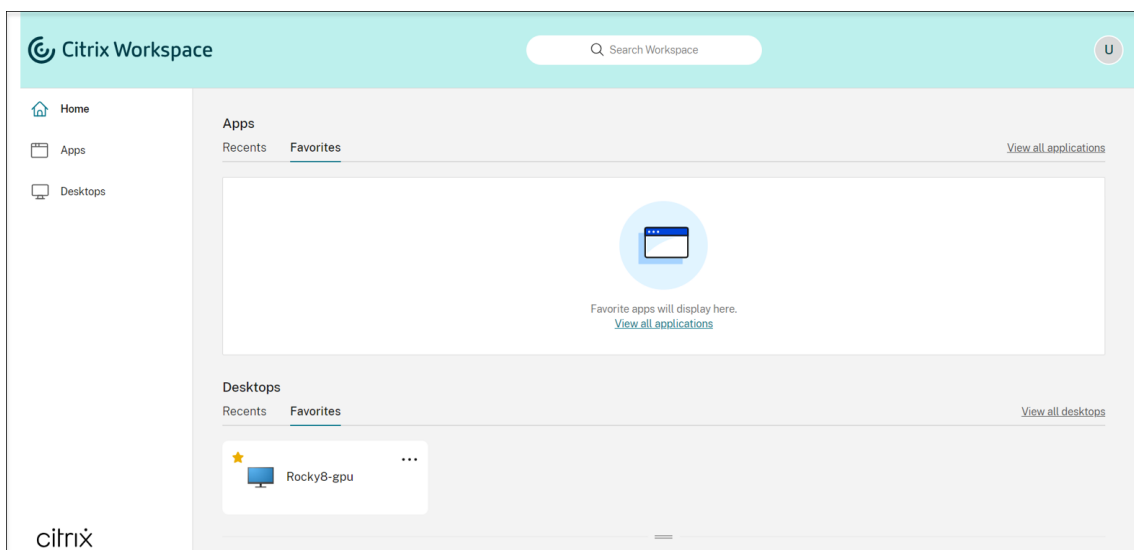 Citrix Workspace
Search Workspace
U
Home
Apps
Desktops
Apps
Recents Favorites View all applications
Favorite apps will display here.
View all applications
Desktops
Recents Favorites View all desktops
Rocky8-gpu
citrix